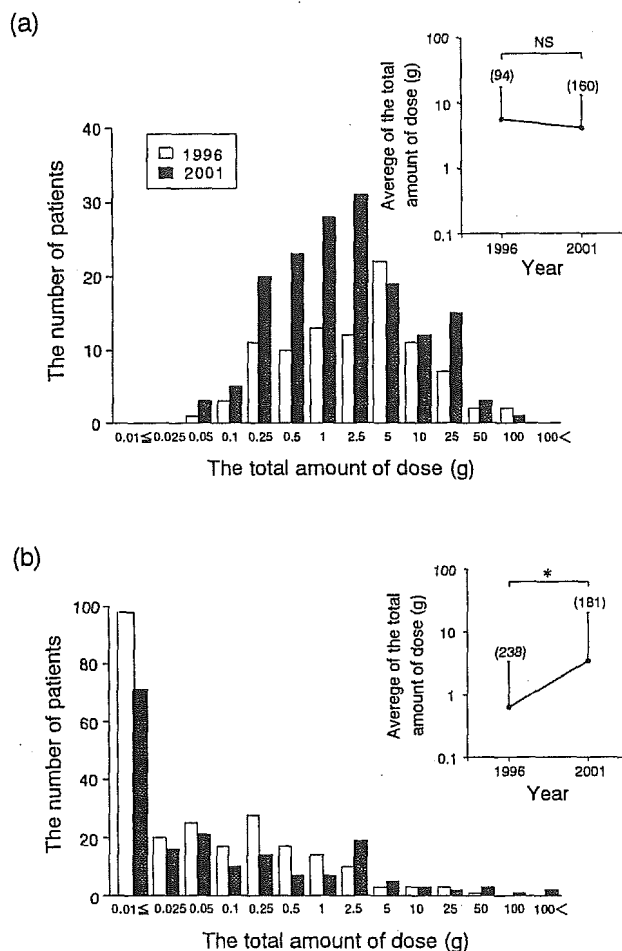 (a)
100
10
1
0.1
Averege of the total
amount of dose (g)
NS
(94)
(160)
1996
2001
Year
40
30
20
10
0
The number of patients
1996
2001
0.01≦ 0.025 0.05 0.1 0.25 0.5 1 2.5 5 10 25 50 100 100<
The total amount of dose (g)
(b)
100
10
1
0.1
Averege of the total
amount of dose (g)
*
(238)
(181)
1996
2001
Year
100
80
60
40
20
0
The number of patients
0.01≦ 0.025 0.05 0.1 0.25 0.5 1 2.5 5 10 25 50 100 100<
The total amount of dose (g)